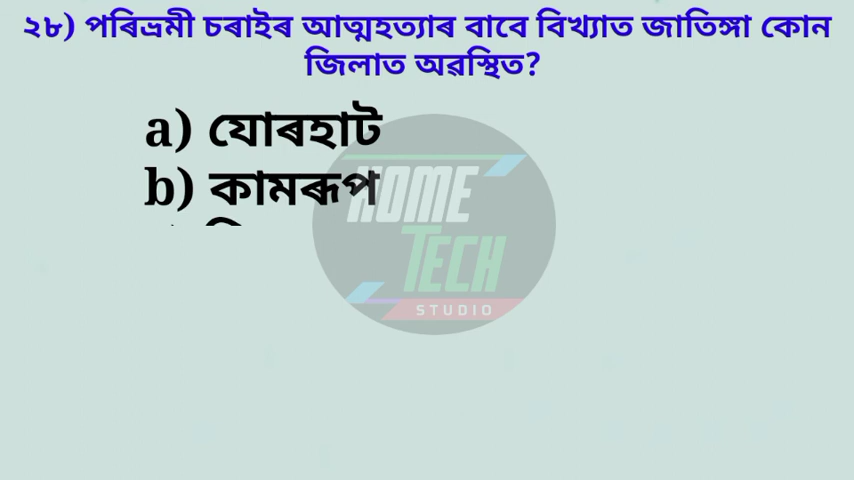 ২৮) পৰিভ্ৰমী চৰাইৰ আত্মহত্যাৰ বাবে বিখ্যাত জাতিঙ্গা কোন
জিলাত অৱস্থিত?
a) যোৰহাট
b) কামৰূপ
HOME
TECH
STUDIO